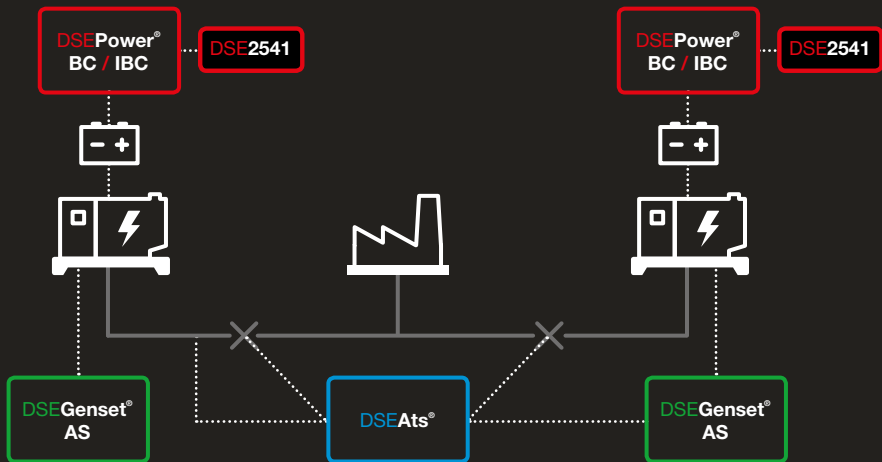 DSEPower®
BC / IBC
DSE2541
DSEPower®
BC / IBC
DSE2541
DSEGenset®
AS
DSEAts®
DSEGenset®
AS